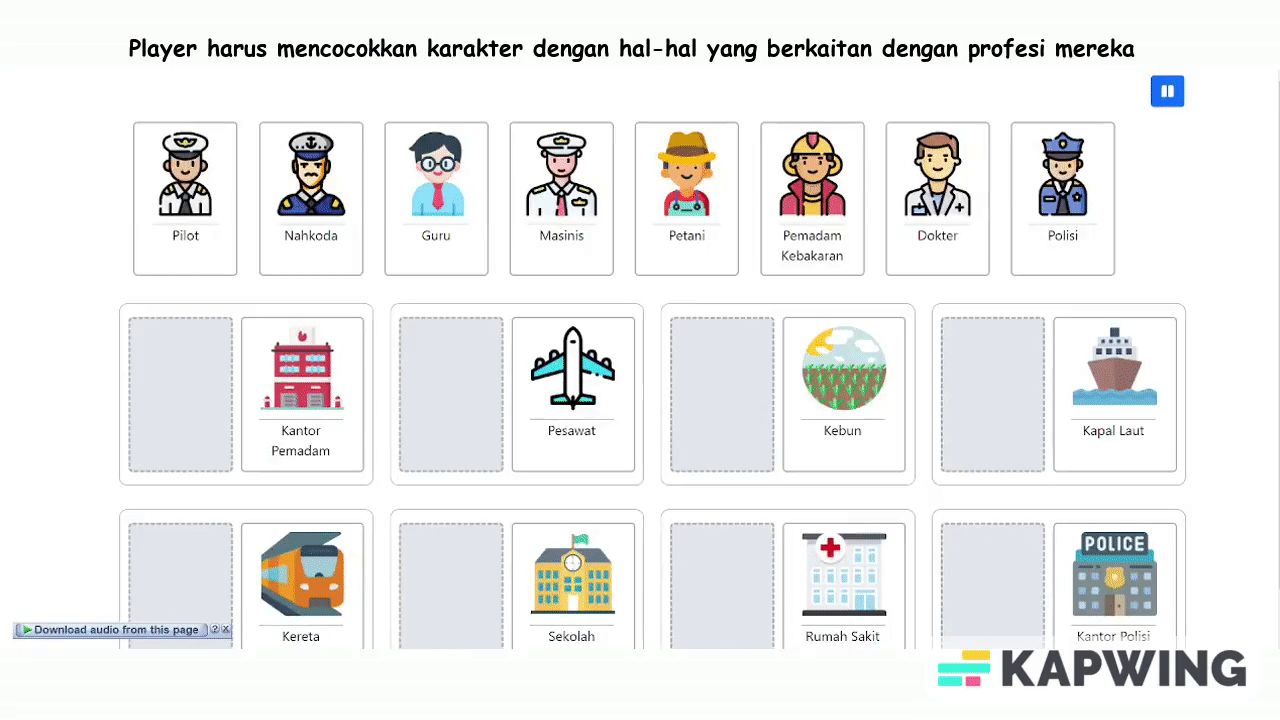 Player harus mencocokkan karakter dengan hal-hal yang berkaitan dengan profesi mereka
Pilot
Nahkoda
Guru
Masinis
Petani
Pemadam
Kebakaran
Dokter
Polisi
Kantor
Pemadam
Pesawat
Kebun
Kapal Laut
Kereta
Sekolah
Rumah Sakit
POLICE
Kantor Polisi
Download audio from this page ? X
KAPWING